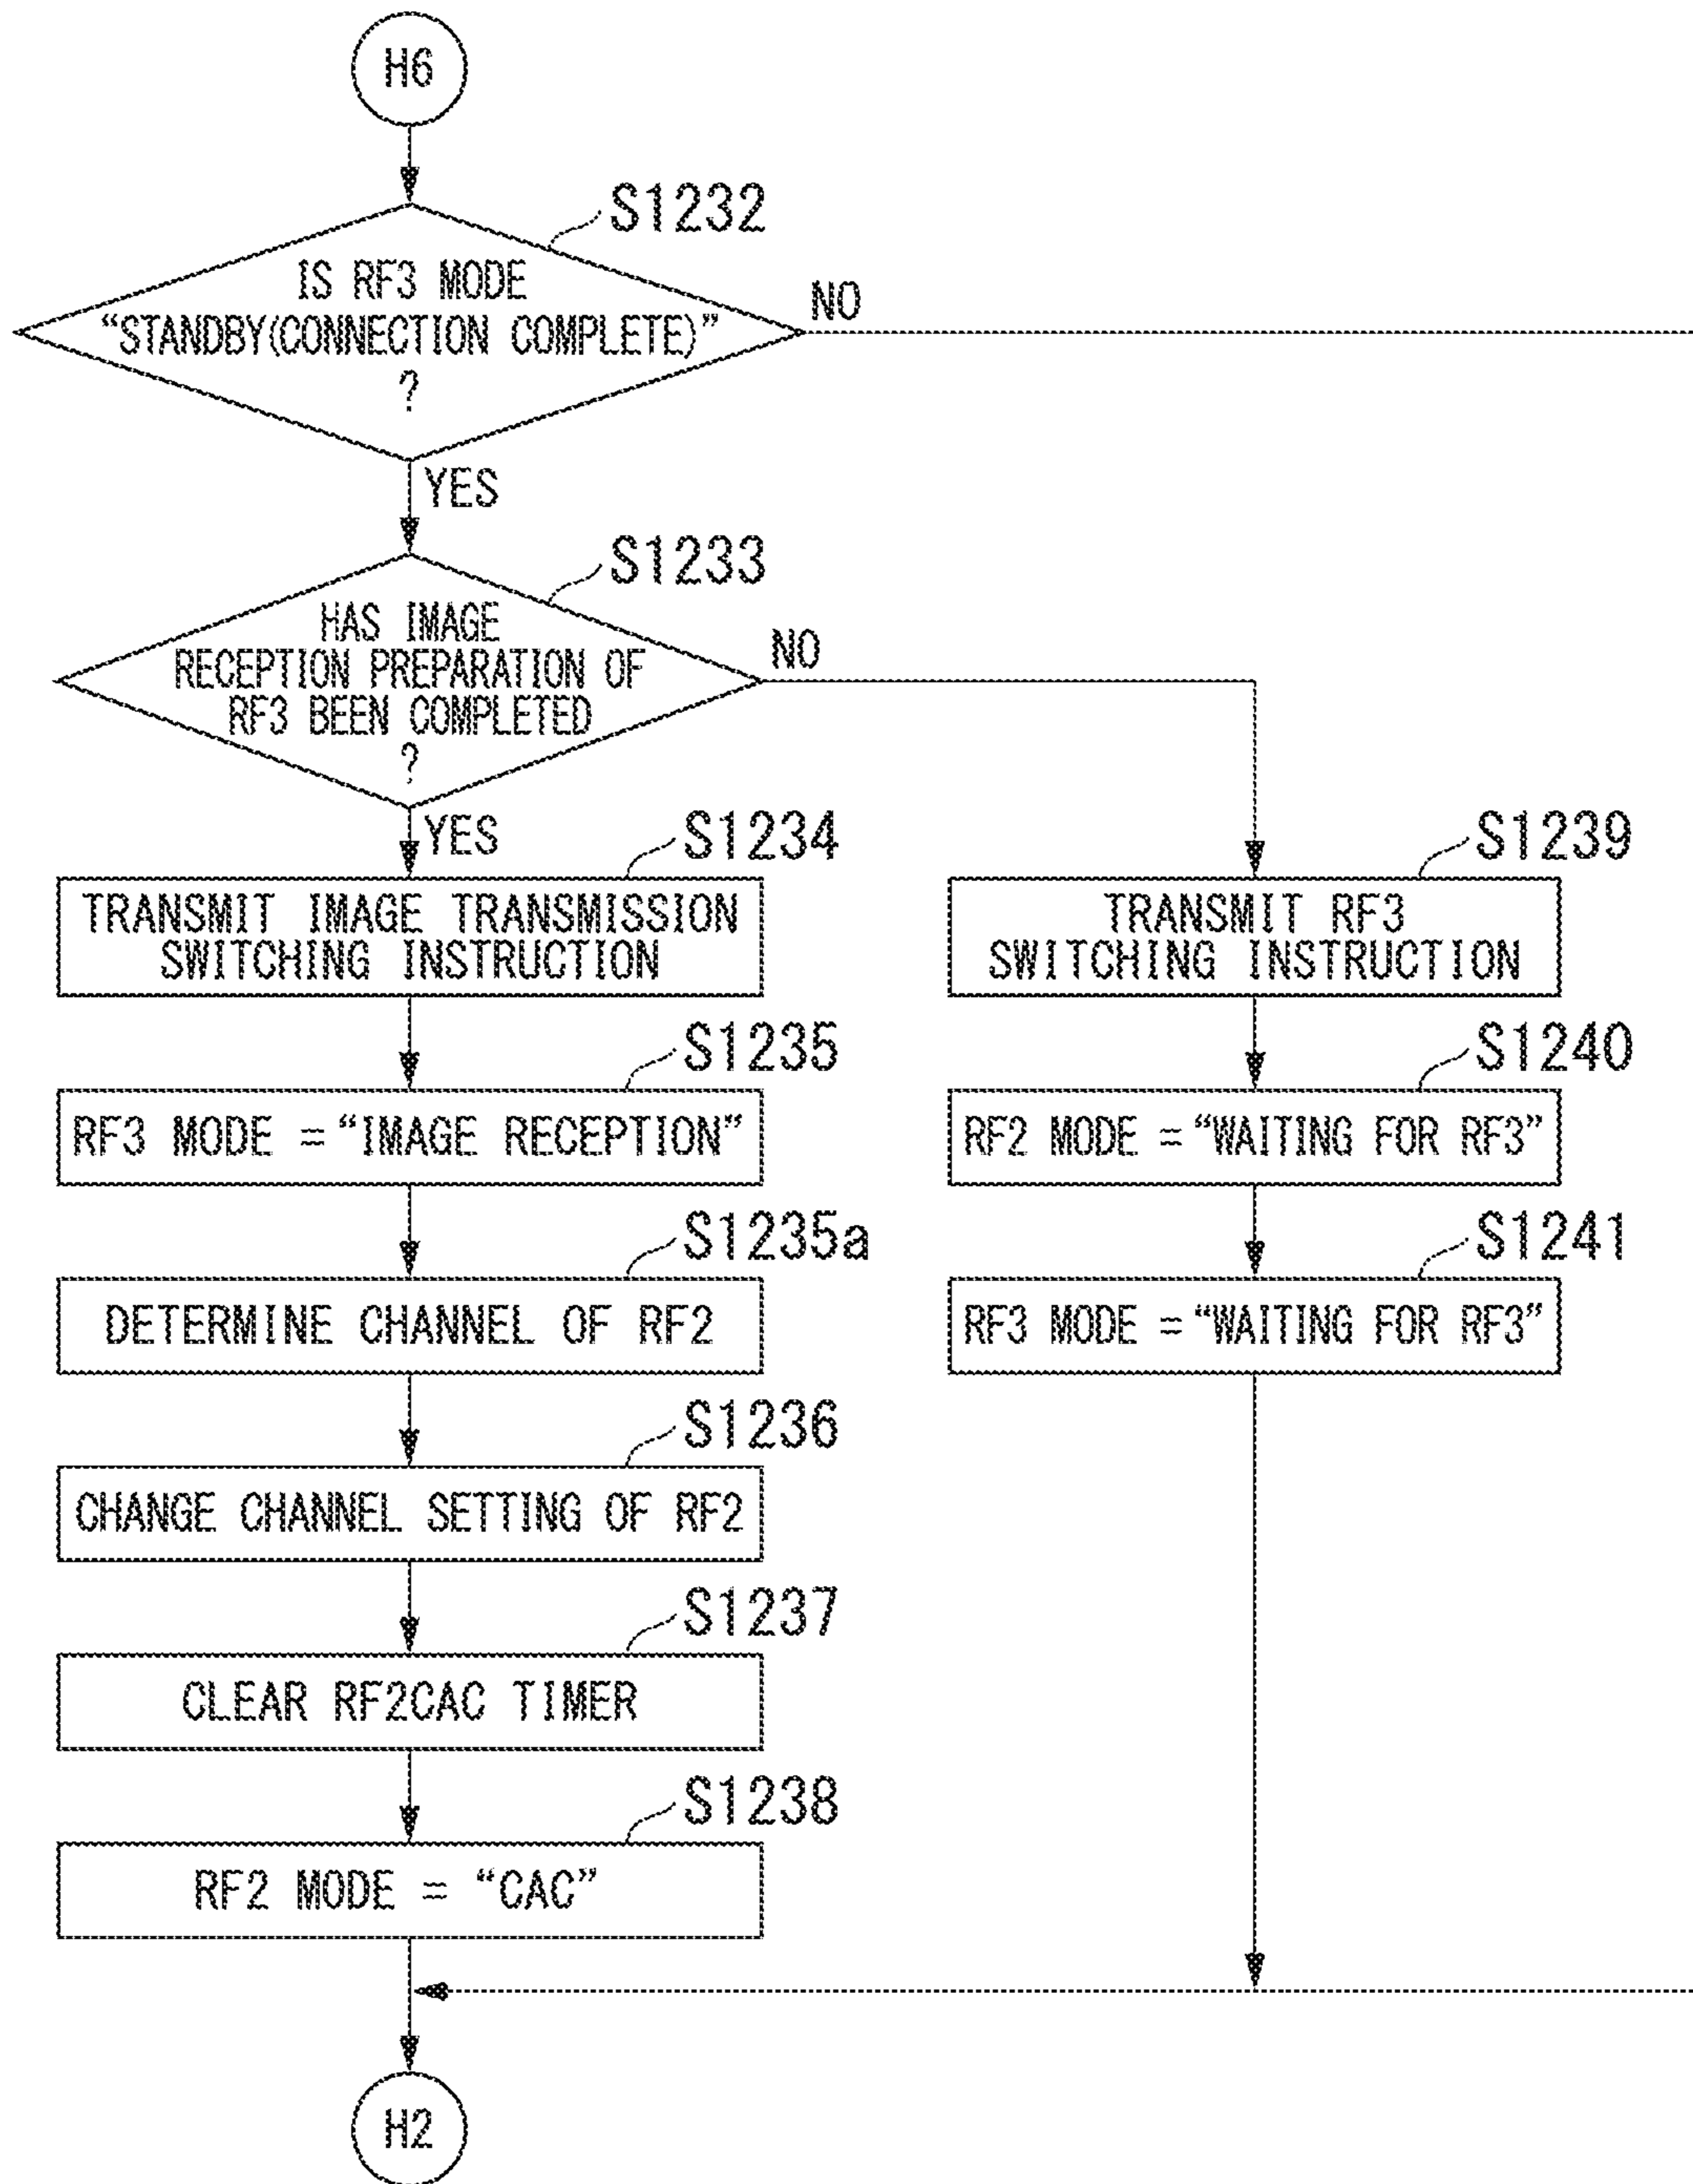 H6
S1232
IS RF3 MODE
“STANDBY(CONNECTION COMPLETE)”
?
NO
YES
S1233
HAS IMAGE
RECEPTION PREPARATION OF
RF3 BEEN COMPLETED
?
NO
YES
S1234
TRANSMIT IMAGE TRANSMISSION
SWITCHING INSTRUCTION
S1239
TRANSMIT RF3
SWITCHING INSTRUCTION
S1235
RF3 MODE = “IMAGE RECEPTION”
S1240
RF2 MODE = “WAITING FOR RF3”
S1235a
DETERMINE CHANNEL OF RF2
S1241
RF3 MODE = “WAITING FOR RF3”
S1236
CHANGE CHANNEL SETTING OF RF2
S1237
CLEAR RF2CAC TIMER
S1238
RF2 MODE = “CAC”
H2